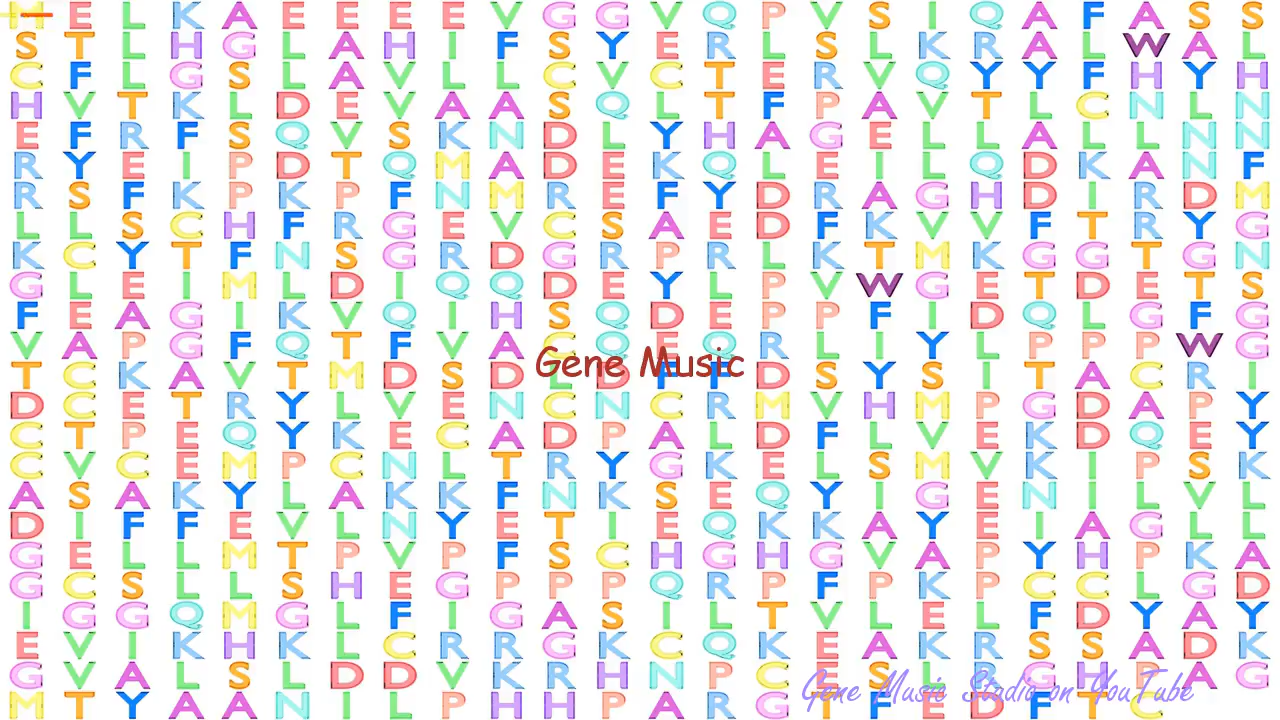 M E L K A E E E E V G G V Q P V S I Q A F A S S
S T L H G L A H I F S Y E R L S L K R A L W A L
C F L G S L A V L L C V C T E R V Q Y Y F H Y H
H V T K L D E V A A S Q L T F P A V T L C N L N
E F R F S Q V S K N D L Y H A G E L L A L L N N
R Y E I P D T Q M A D E K Q L E I L Q D K A N F
R S F K P K P F N M R E F Y D R A G H D I R D M
L L S C H F R G E V C S A E D F K V V F T R Y G
K C Y T F N S G R D G R P R L K T M K G G T G N
G L E I M L D I Q Q D E Y L P V W G E T D E T S
F E A G I K V Q I H S Q D E P P F I D Q L G F G
V A P G F Q T F V A C Q E Q R L I Y L P P P W G
T C K A V T M D S D L D F F D S Y S I T A C R I
D C E T R Y L V E N C N C R M V H M P G D A P Y
C T P E Q Y K E C A D P A L D F L V E K D Q E Y
C V C E M P C N L T R Y G K E L S M V K I P S K
A S A K Y L A K K F N K S E Q Y I G E N I L V L
D I F F E V L N Y E T I E Q K K A Y E I A G L L
G E L L M T P V P F S C H G H G V A P Y H P K A
G C S L L S H E G P P P Q R P F P K P C C L G D
I G G Q M G L F I G A S I L T V L E L F D Y A Y
E V I K H K L C R R G K C Q K E A K R S S A D K
G V A L S L D D V K R H N P C E S L R G H P A G
M T Y A A N I L P H H P A R G T F E D F T C
Gene Music
Gene Music Studio on YouTube